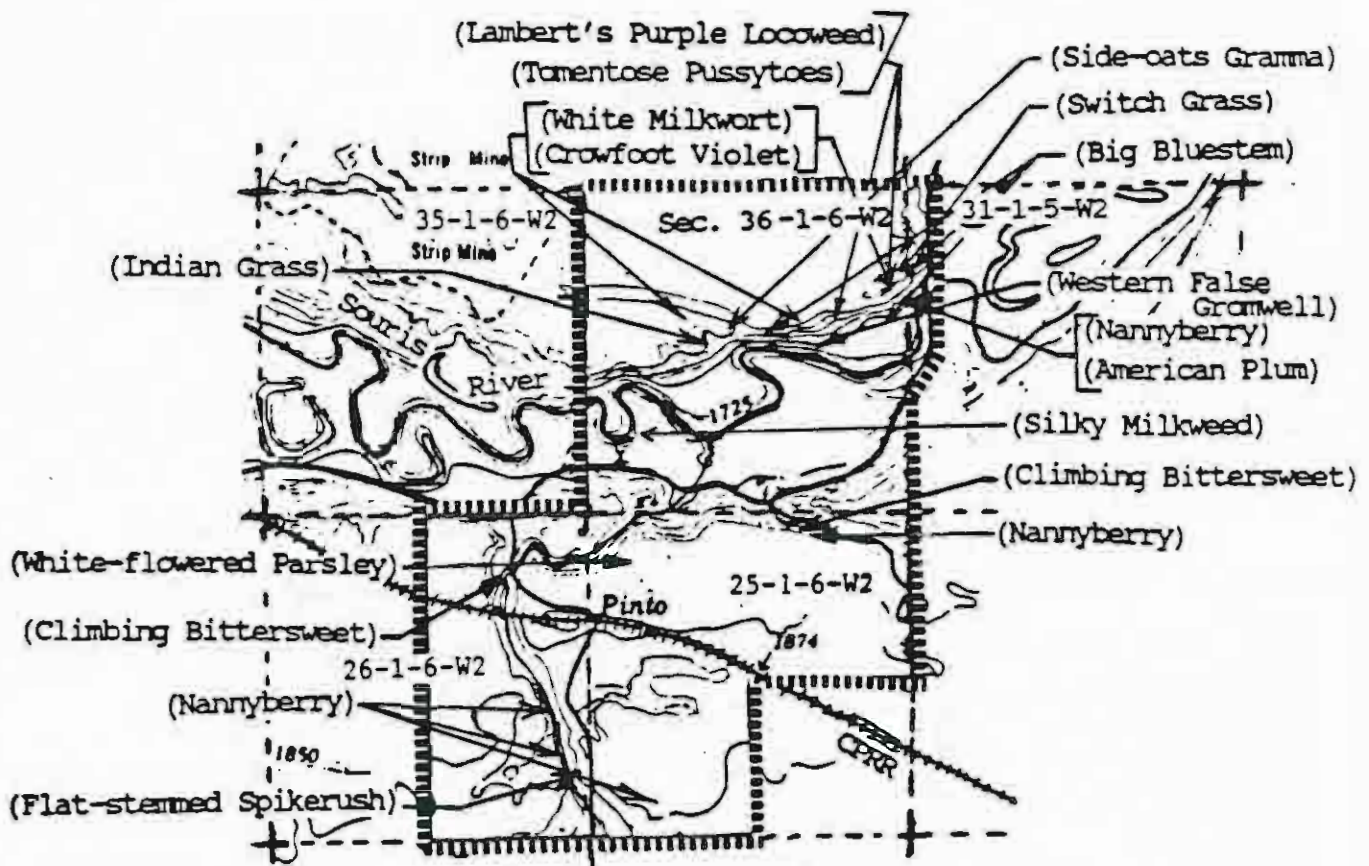 (Lambert's Purple Locoweed)
(Tomentose Pussytoes)
(Side-oats Gramma)
(White Milkwort)
(Switch Grass)
(Crowfoot Violet)
(Big Bluestem)
Strip Mine
35-1-6-W2
Sec. 36-1-6-W2
31-1-5-W2
Strip Mine
(Indian Grass)
(Western False
Gromwell)
Souris
(Nannyberry)
River
(American Plum)
1725
(Silky Milkweed)
(Climbing Bittersweet)
(Nannyberry)
(White-flowered Parsley)
25-1-6-W2
Pinto
(Climbing Bittersweet)
1874
26-1-6-W2
(Nannyberry)
CPRR
1850
(Flat-stemmed Spikerush)